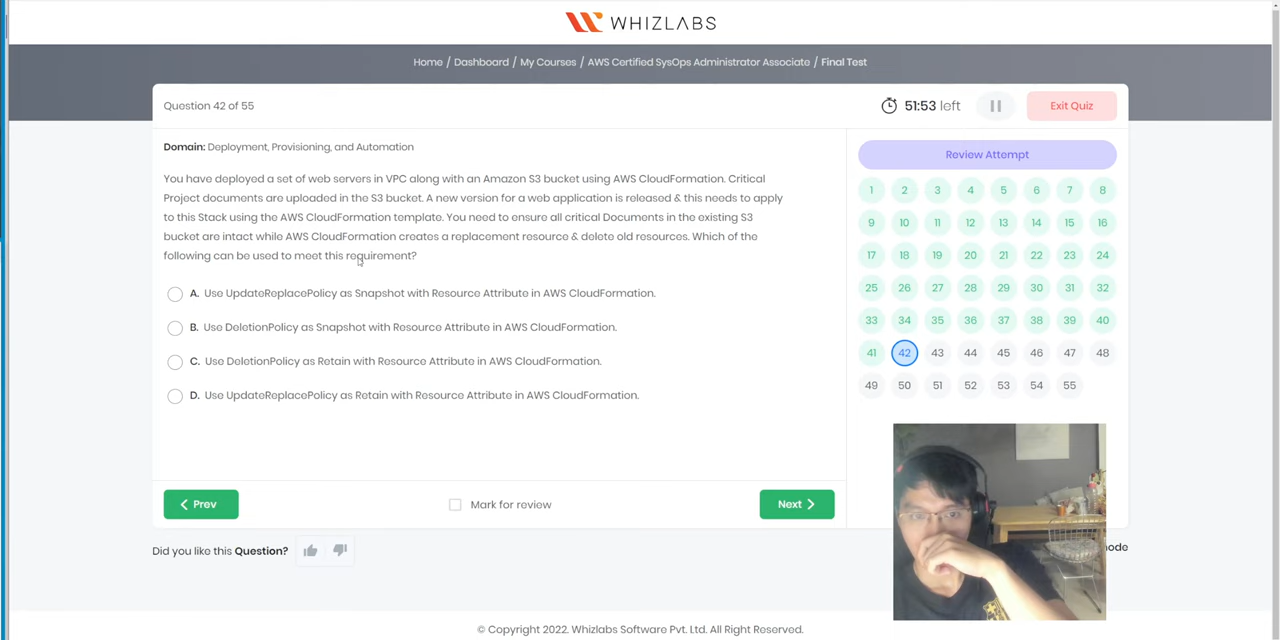 WHIZLABS
Home / Dashboard / My Courses / AWS Certified SysOps Administrator Associate / Final Test
Question 42 of 55
51:53 left
Exit Quiz
Domain: Deployment, Provisioning, and Automation
You have deployed a set of web servers in VPC along with an Amazon S3 bucket using AWS CloudFormation. Critical
Project documents are uploaded in the S3 bucket. A new version for a web application is released & this needs to apply
to this Stack using the AWS CloudFormation template. You need to ensure all critical Documents in the existing S3
bucket are intact while AWS CloudFormation creates a replacement resource & delete old resources. Which of the
following can be used to meet this requirement?
A. Use UpdateReplacePolicy as Snapshot with Resource Attribute in AWS CloudFormation.
B. Use DeletionPolicy as Snapshot with Resource Attribute in AWS CloudFormation.
C. Use DeletionPolicy as Retain with Resource Attribute in AWS CloudFormation.
D. Use UpdateReplacePolicy as Retain with Resource Attribute in AWS CloudFormation.
Prev
Mark for review
Next
Review Attempt
1 2 3 4 5 6 7 8
9 10 11 12 13 14 15 16
17 18 19 20 21 22 23 24
25 26 27 28 29 30 31 32
33 34 35 36 37 38 39 40
41 42 43 44 45 46 47 48
49 50 51 52 53 54 55
Did you like this Question?
© Copyright 2022. Whizlabs Software Pvt. Ltd. All Right Reserved.